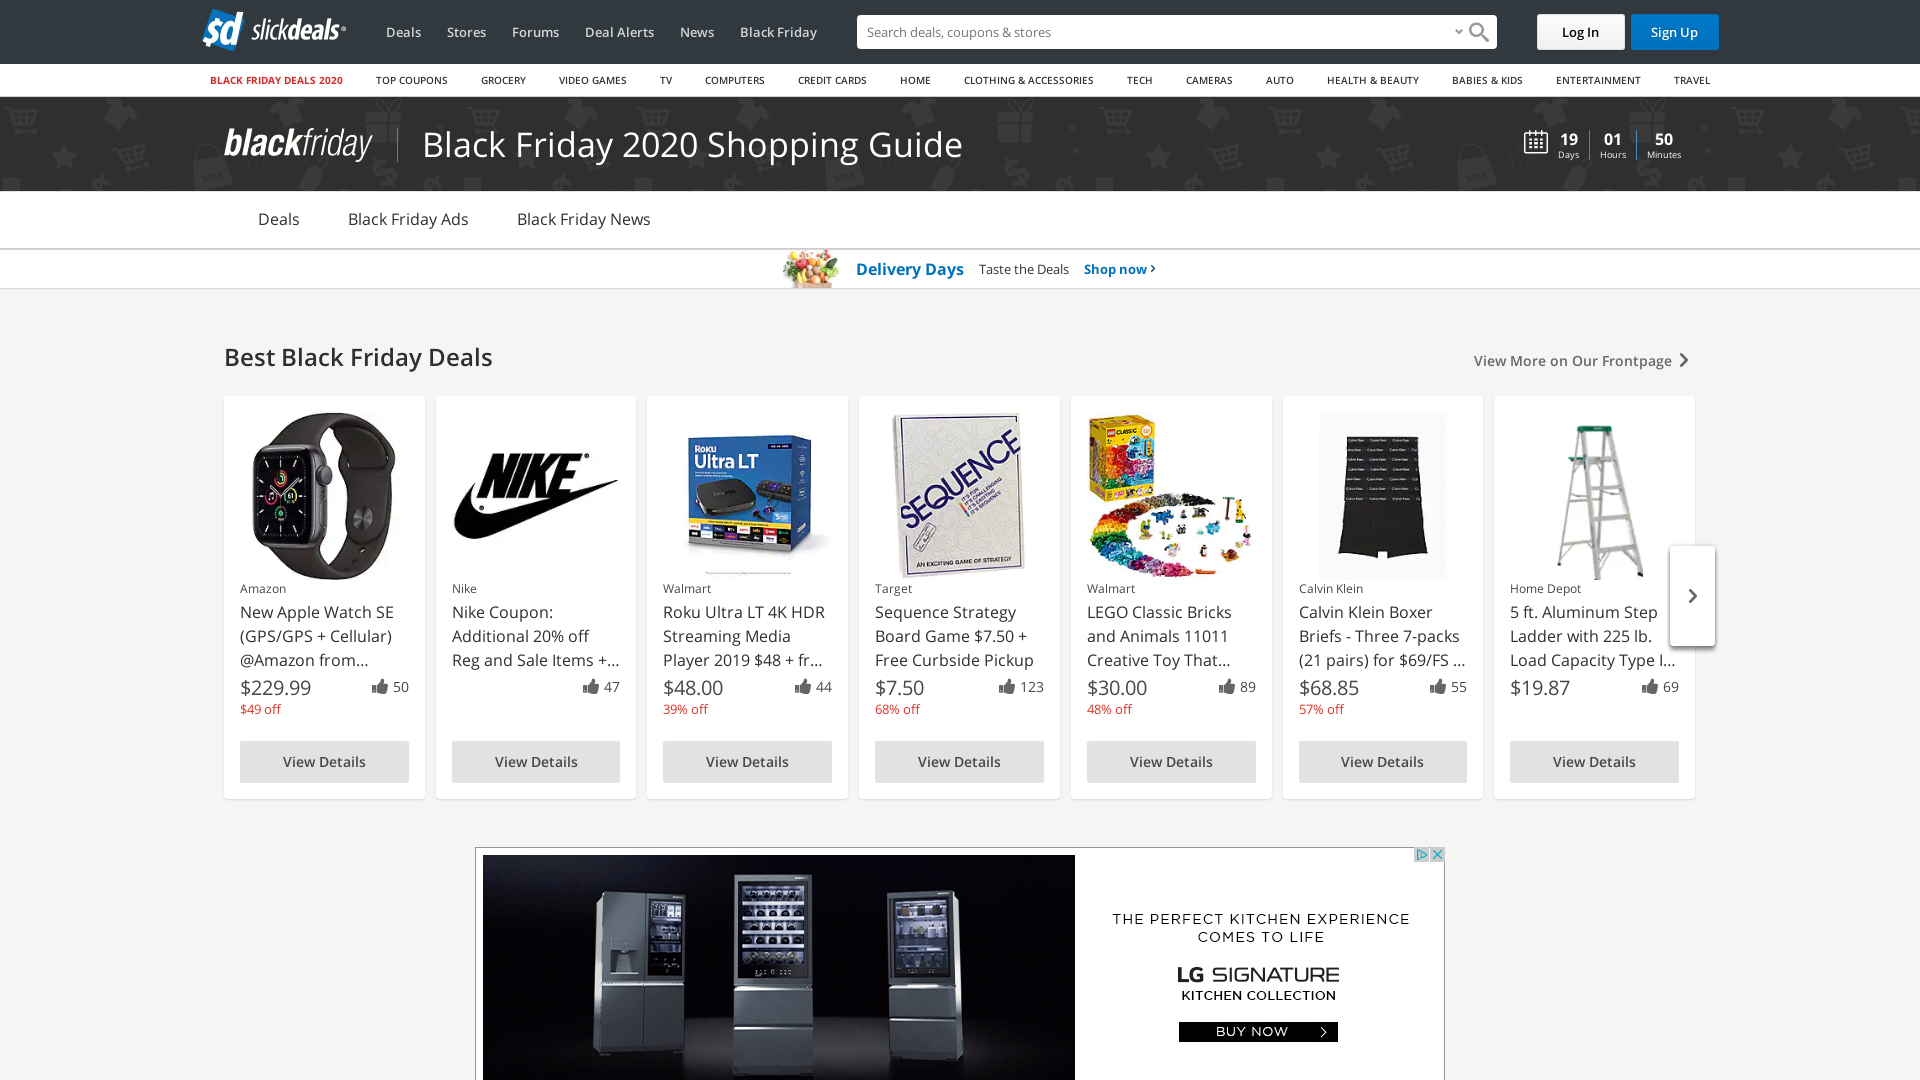 sd slickdeals
Deals Stores Forums Deal Alerts News Black Friday
Search deals, coupons & stores
Log In Sign Up
BLACK FRIDAY DEALS 2020 TOP COUPONS GROCERY VIDEO GAMES TV COMPUTERS CREDIT CARDS HOME CLOTHING & ACCESSORIES TECH CAMERAS AUTO HEALTH & BEAUTY BABIES & KIDS ENTERTAINMENT TRAVEL
blackfriday Black Friday 2020 Shopping Guide
19 01 50
Days Hours Minutes
Deals Black Friday Ads Black Friday News
Delivery Days Taste the Deals Shop now
Best Black Friday Deals
View More on Our Frontpage
Amazon
New Apple Watch SE
(GPS/GPS + Cellular)
@Amazon from...
$229.99 50
$49 off
View Details
NIKE
Nike
Nike Coupon:
Additional 20% off
Reg and Sale Items +...
47
View Details
Roku
Ultra LT
Walmart
Roku Ultra LT 4K HDR
Streaming Media
Player 2019 $48 + fr...
$48.00 44
39% off
View Details
SEQUENCE
AN EXCITING GAME OF STRATEGY
Target
Sequence Strategy
Board Game $7.50 +
Free Curbside Pickup
$7.50 123
68% off
View Details
CLASSIC
Walmart
LEGO Classic Bricks
and Animals 11011
Creative Toy That...
$30.00 89
48% off
View Details
Calvin Klein
Calvin Klein Boxer
Briefs - Three 7-packs
(21 pairs) for $69/FS ...
$68.85 55
57% off
View Details
Home Depot
5 ft. Aluminum Step
Ladder with 225 lb.
Load Capacity Type I...
$19.87 69
View Details
THE PERFECT KITCHEN EXPERIENCE
COMES TO LIFE
LG SIGNATURE
KITCHEN COLLECTION
BUY NOW